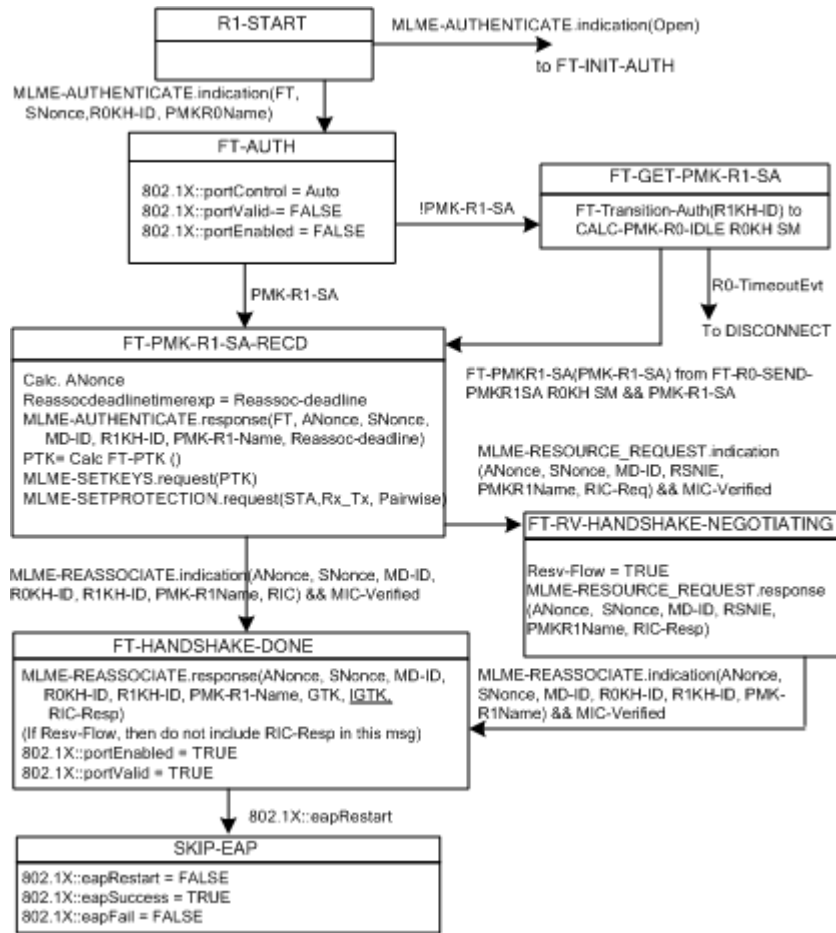 R1-START
MLME-AUTHENTICATE.indication(Open)
to FT-INIT-AUTH
MLME-AUTHENTICATE.indication(FT,
SNonce,R0KH-ID, PMKR0Name)
FT-AUTH
802.1X::portControl = Auto
802.1X::portValid-= FALSE
802.1X::portEnabled = FALSE
!PMK-R1-SA
FT-GET-PMK-R1-SA
FT-Transition-Auth(R1KH-ID) to
CALC-PMK-R0-IDLE R0KH SM
PMK-R1-SA
R0-TimeoutEvt
To DISCONNECT
FT-PMK-R1-SA-RECD
Calc. ANonce
Reassocdeadlinetimerexp = Reassoc-deadline
MLME-AUTHENTICATE.response(FT, ANonce, SNonce,
MD-ID, R1KH-ID, PMK-R1-Name, Reassoc-deadline)
PTK= Calc FT-PTK ()
MLME-SETKEYS.request(PTK)
MLME-SETPROTECTION.request(STA,Rx_Tx, Pairwise)
FT-PMKR1-SA(PMK-R1-SA) from FT-R0-SEND-
PMKR1SA R0KH SM && PMK-R1-SA
MLME-RESOURCE_REQUEST.indication
(ANonce, SNonce, MD-ID, RSNIE,
PMKR1Name, RIC-Req) && MIC-Verified
FT-RV-HANDSHAKE-NEGOTIATING
Resv-Flow = TRUE
MLME-RESOURCE_REQUEST.response
(ANonce, SNonce, MD-ID, RSNIE,
PMKR1Name, RIC-Resp)
MLME-REASSOCIATE.indication(ANonce, SNonce, MD-ID,
R0KH-ID, R1KH-ID, PMK-R1Name, RIC) && MIC-Verified
FT-HANDSHAKE-DONE
MLME-REASSOCIATE.response(ANonce, SNonce, MD-ID,
R0KH-ID, R1KH-ID, PMK-R1-Name, GTK, IGTK,
RIC-Resp)
(If Resv-Flow, then do not include RIC-Resp in this msg)
802.1X::portEnabled = TRUE
802.1X::portValid = TRUE
MLME-REASSOCIATE.indication(ANonce,
SNonce, MD-ID, R0KH-ID, R1KH-ID, PMK-
R1Name) && MIC-Verified
802.1X::eapRestart
SKIP-EAP
802.1X::eapRestart = FALSE
802.1X::eapSuccess = TRUE
802.1X::eapFail = FALSE